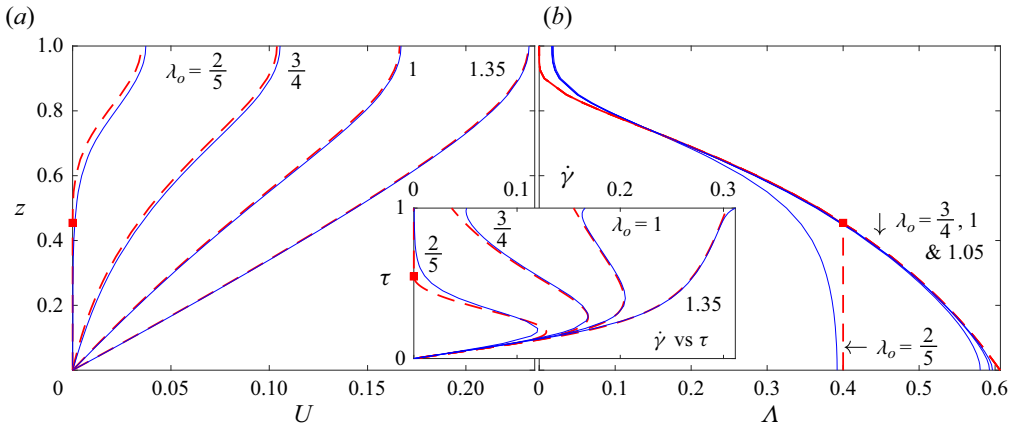 (a)
(b)
1.0
0.8
0.6
0.4
0.2
0
z
λₒ = 2/5
3/4
1
1.35
0 0.05 0.10 0.15 0.20
U
0 0.1 0.2 0.3
γ̇
1
0
τ
2/5
3/4
λₒ = 1
1.35
γ̇ vs τ
↓ λₒ = 3/4, 1
& 1.05
← λₒ = 2/5
0 0.1 0.2 0.3 0.4 0.5 0.6
Λ